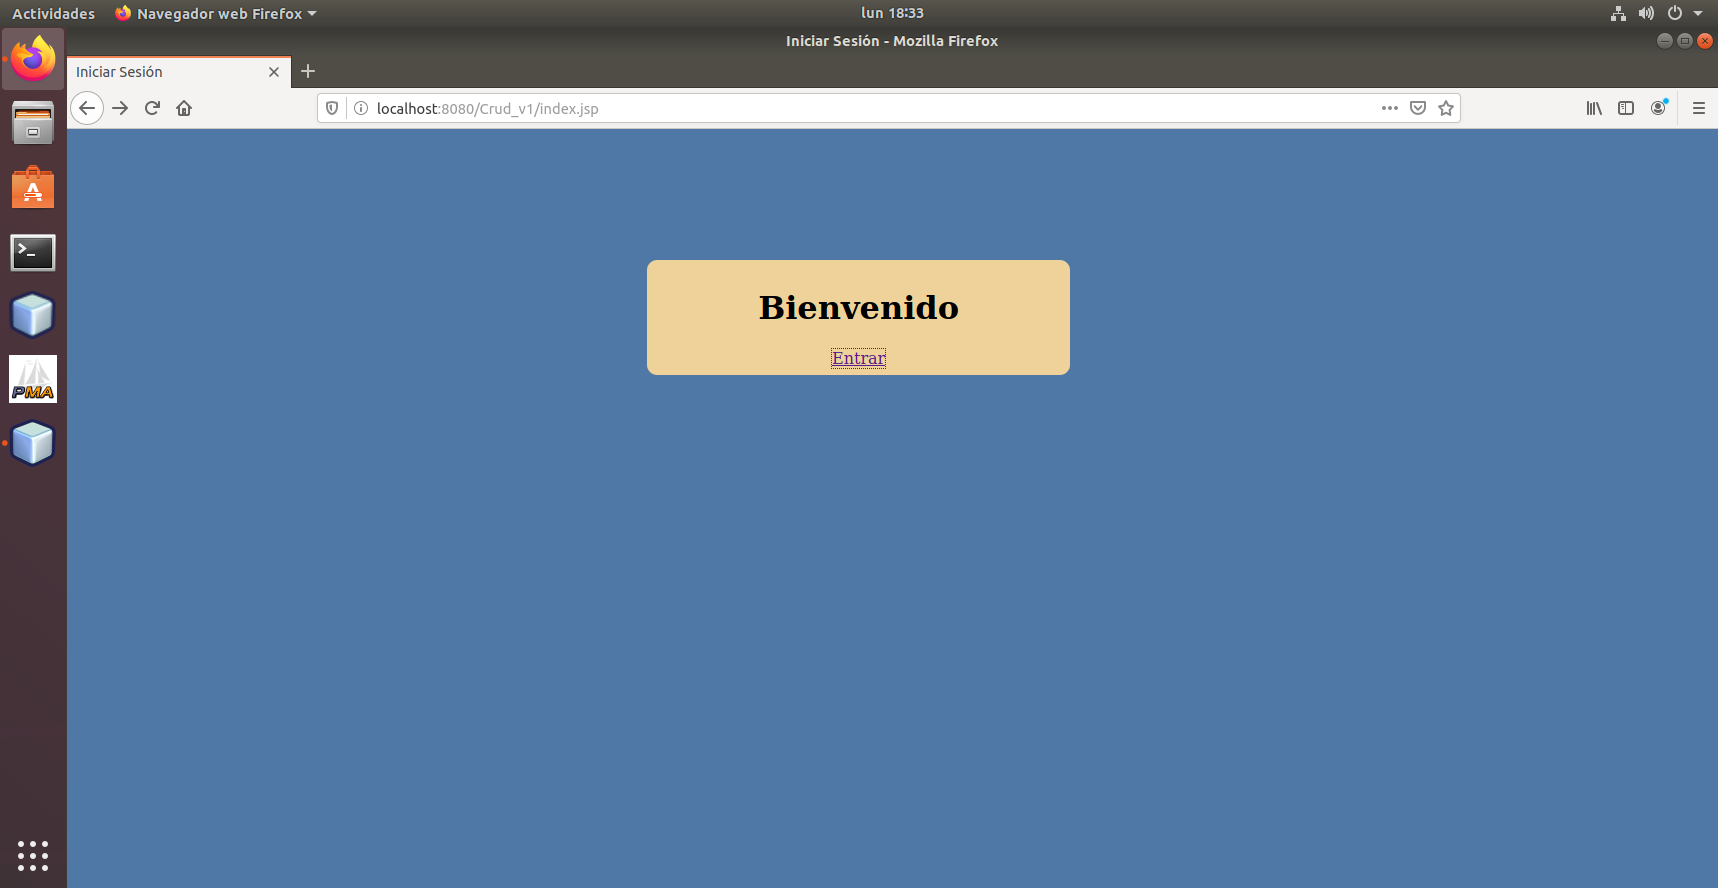 Actividades
Navegador web Firefox
lun 18:33
Iniciar Sesión - Mozilla Firefox
Iniciar Sesión
localhost:8080/Crud_v1/index.jsp
Bienvenido
Entrar
PMA